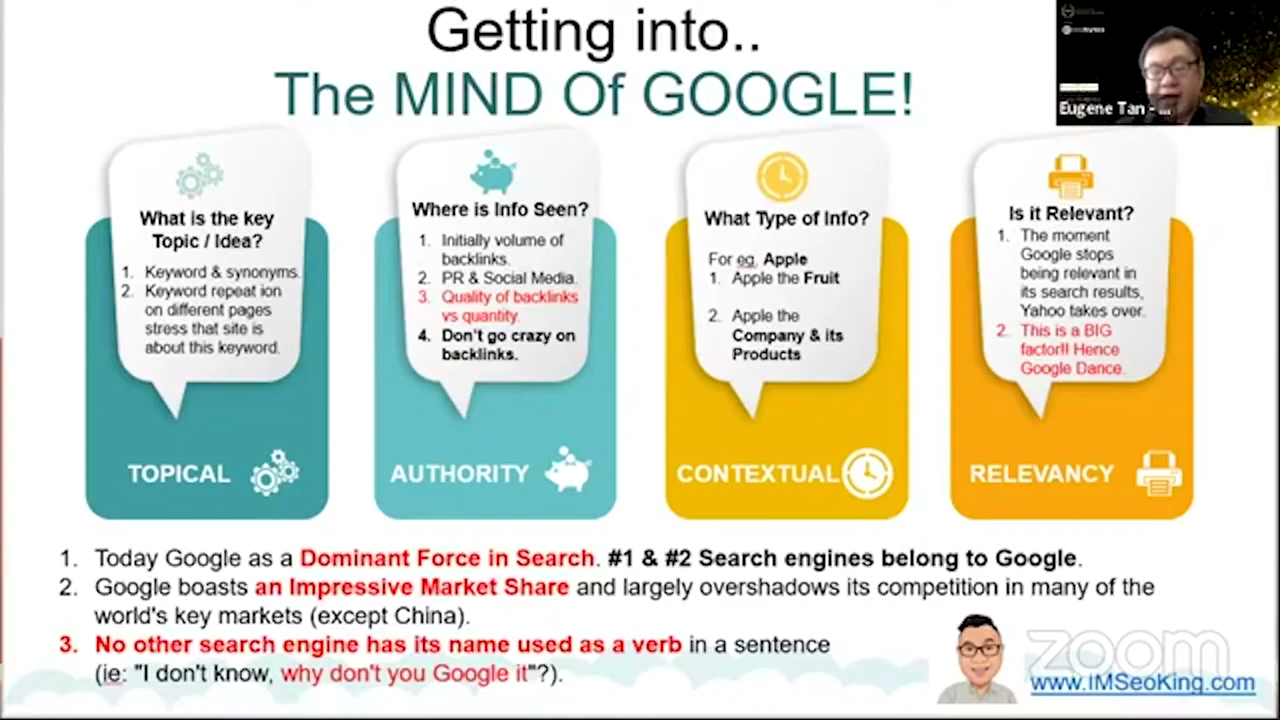 Getting into..
The MIND Of GOOGLE!
Eugene Tan -
What is the key
Topic / Idea?
1. Keyword & synonyms.
2. Keyword repeat ion
on different pages
stress that site is
about this keyword.
TOPICAL
Where is Info Seen?
1. Initially volume of
backlinks.
2. PR & Social Media.
3. Quality of backlinks
vs quantity.
4. Don't go crazy on
backlinks.
AUTHORITY
What Type of Info?
For eg. Apple
1. Apple the Fruit
2. Apple the
Company & its
Products
CONTEXTUAL
Is it Relevant?
1. The moment
Google stops
being relevant in
its search results,
Yahoo takes over.
2. This is a BIG
factor!! Hence
Google Dance.
RELEVANCY
1. Today Google as a Dominant Force in Search. #1 & #2 Search engines belong to Google.
2. Google boasts an Impressive Market Share and largely overshadows its competition in many of the
world's key markets (except China).
3. No other search engine has its name used as a verb in a sentence
(ie: "I don't know, why don't you Google it"?).
zoom
www.IMSeoKing.com